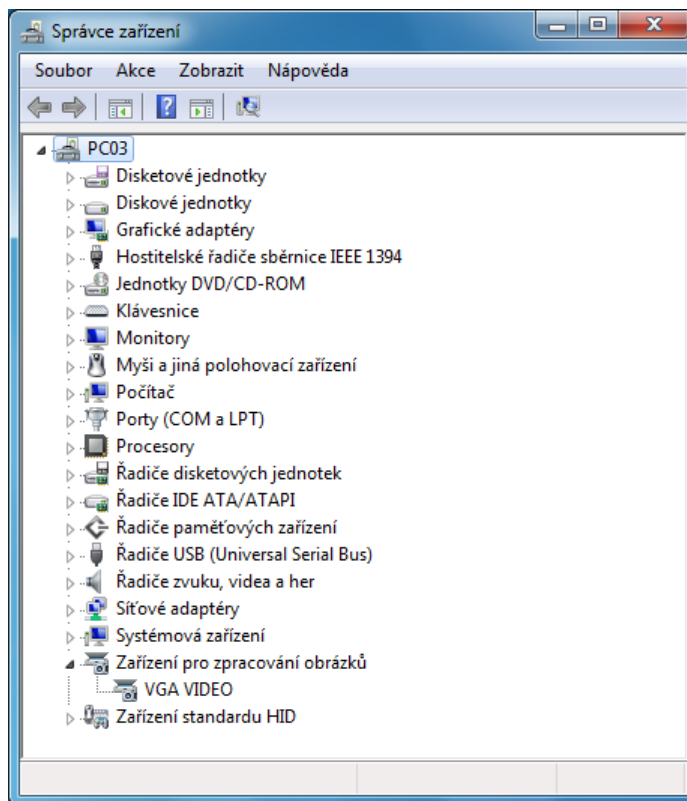 Správce zařízení
Soubor Akce Zobrazit Nápověda
PC03
Disketové jednotky
Diskové jednotky
Grafické adaptéry
Hostitelské řadiče sběrnice IEEE 1394
Jednotky DVD/CD-ROM
Klávesnice
Monitory
Myši a jiná polohovací zařízení
Počítač
Porty (COM a LPT)
Procesory
Řadiče disketových jednotek
Řadiče IDE ATA/ATAPI
Řadiče paměťových zařízení
Řadiče USB (Universal Serial Bus)
Řadiče zvuku, videa a her
Síťové adaptéry
Systémová zařízení
Zařízení pro zpracování obrázků
VGA VIDEO
Zařízení standardu HID